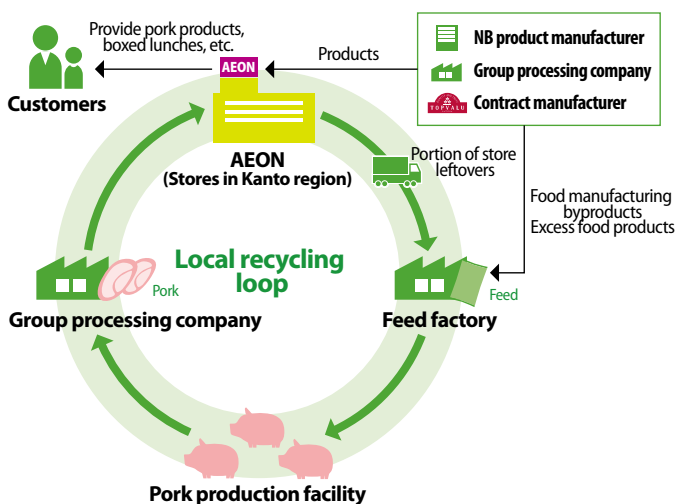 Provide pork products,
boxed lunches, etc.
Products
AEON
NB product manufacturer
Group processing company
TOPVALU
Contract manufacturer
Customers
AEON
(Stores in Kanto region)
Portion of store
leftovers
Food manufacturing
byproducts
Excess food products
Local recycling
loop
Pork
Feed
Group processing company
Feed factory
Pork production facility